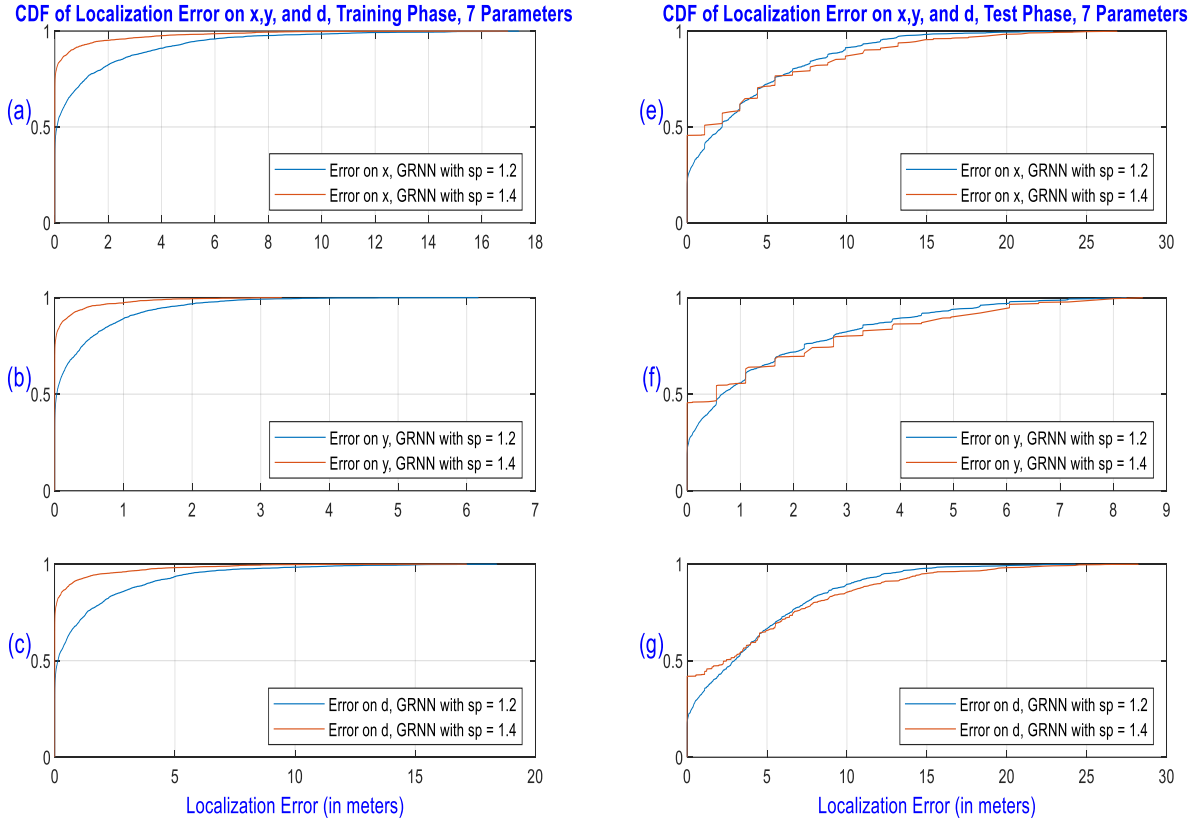 CDF of Localization Error on x,y, and d, Training Phase, 7 Parameters
1
(a)
0.5
Error on x, GRNN with sp = 1.2
Error on x, GRNN with sp = 1.4
0
0 2 4 6 8 10 12 14 16 18
1
(b)
0.5
Error on y, GRNN with sp = 1.2
Error on y, GRNN with sp = 1.4
0
0 1 2 3 4 5 6 7
1
(c)
0.5
Error on d, GRNN with sp = 1.2
Error on d, GRNN with sp = 1.4
0
0 5 10 15 20
Localization Error (in meters)
CDF of Localization Error on x,y, and d, Test Phase, 7 Parameters
1
(e)
0.5
Error on x, GRNN with sp = 1.2
Error on x, GRNN with sp = 1.4
0
0 5 10 15 20 25 30
1
(f)
0.5
Error on y, GRNN with sp = 1.2
Error on y, GRNN with sp = 1.4
0
0 1 2 3 4 5 6 7 8 9
1
(g)
0.5
Error on d, GRNN with sp = 1.2
Error on d, GRNN with sp = 1.4
0
0 5 10 15 20 25 30
Localization Error (in meters)